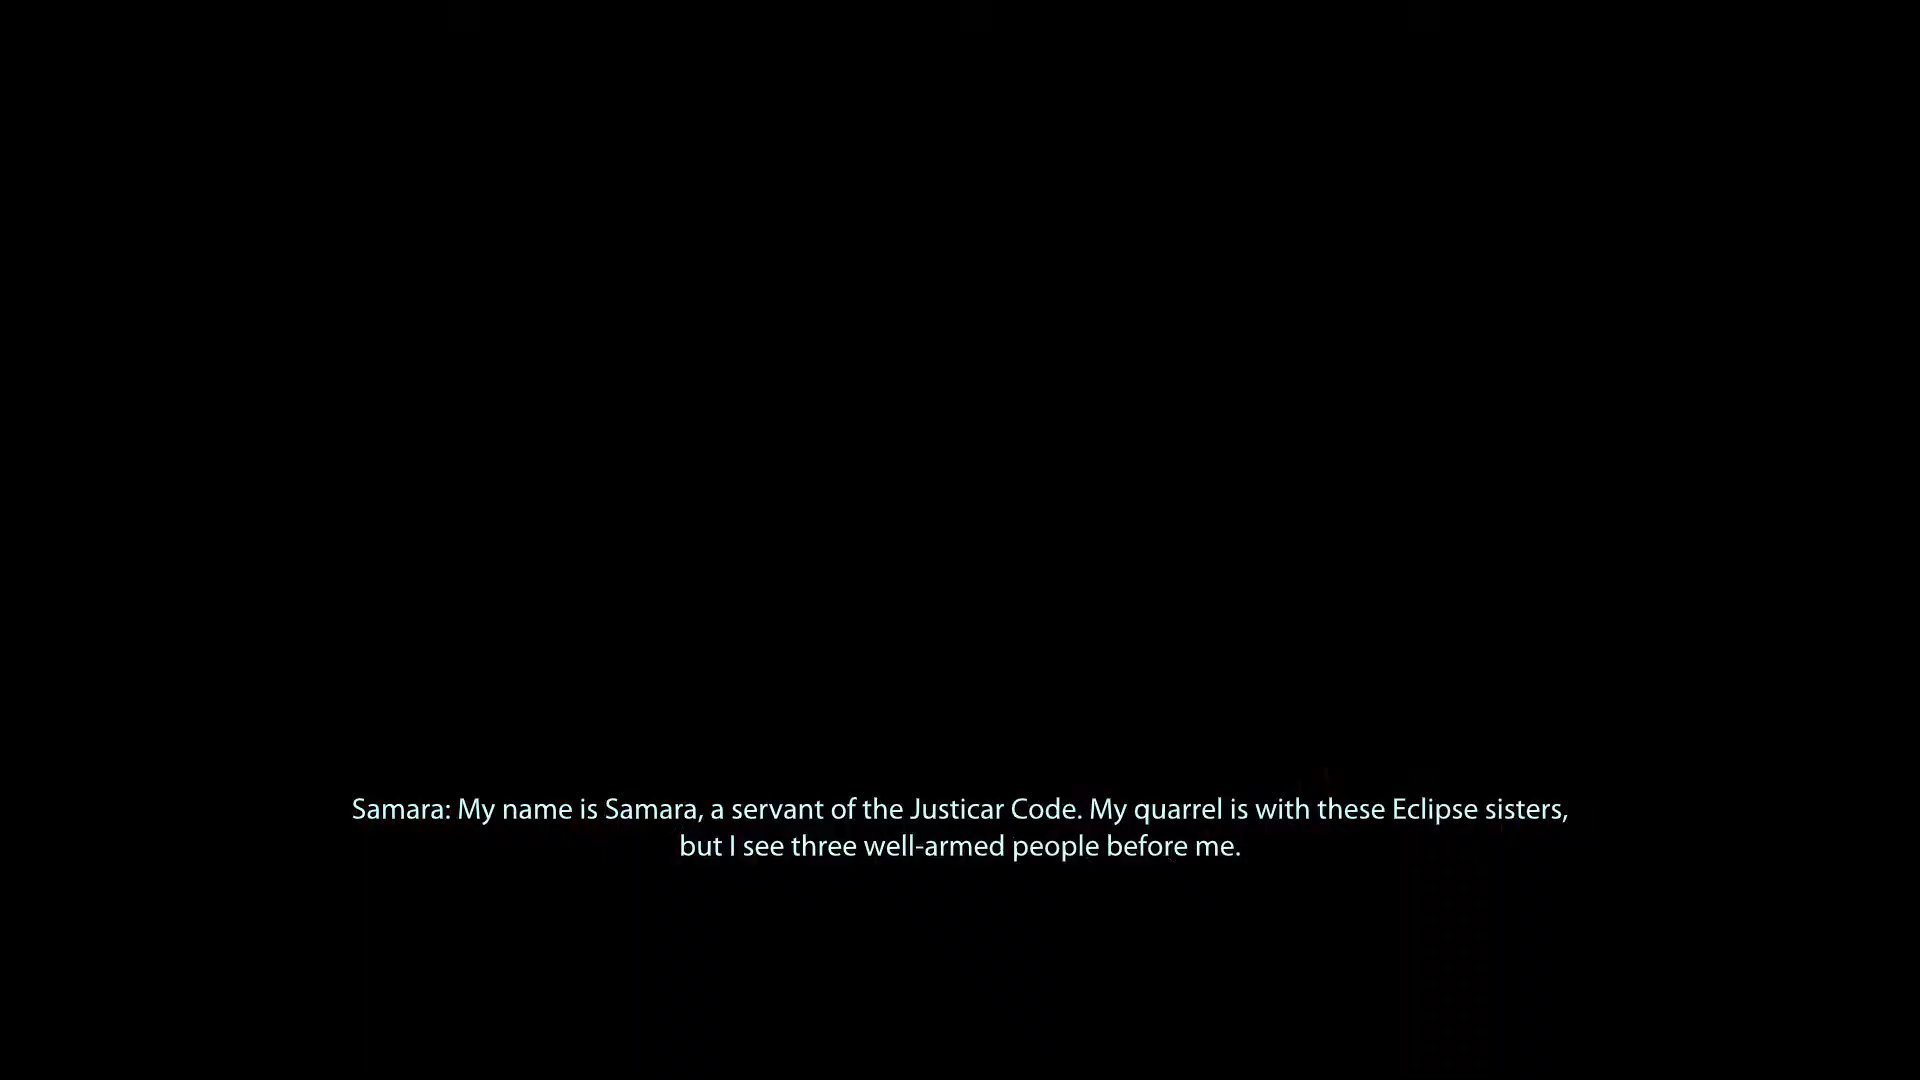 Samara: My name is Samara, a servant of the Justicar Code. My quarrel is with these Eclipse sisters,
but I see three well-armed people before me.